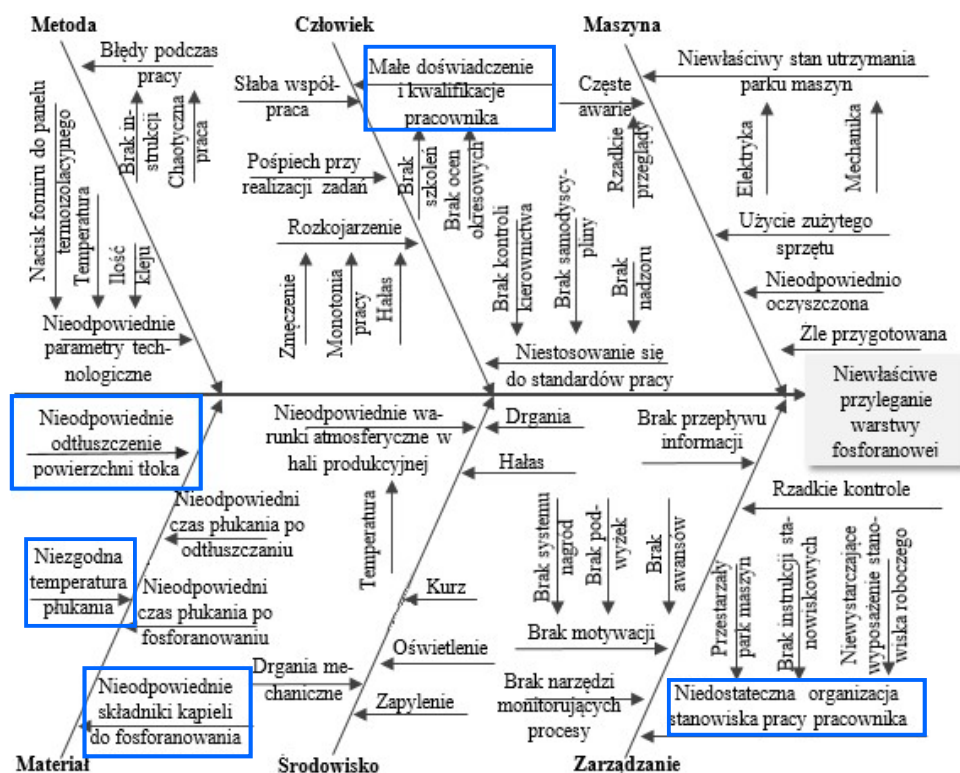 Metoda
Błędy podczas
pracy
Brak in-
strukcji
Chaotyczna
praca
Nacisk forniru do panelu
termoizolacyjnego
Temperatura
Ilość
kleju
Nieodpowiednie
parametry tech-
nologiczne
Człowiek
Słaba współ-
praca
Małe doświadczenie
i kwalifikacje
pracownika
Brak
szkoleń
Brak ocen
okresowych
Pośpiech przy
realizacji zadań
Rozkojarzenie
Zmęczenie
Monotonia
pracy
Hałas
Brak kontroli
kierownictwa
Brak samodyscy-
pliny
Brak
nadzoru
Niestosowanie się
do standardów pracy
Maszyna
Częste
awarie
Rzadkie
przeglądy
Niewłaściwy stan utrzymania
parku maszyn
Elektryka
Mechanika
Użycie zużytego
sprzętu
Nieodpowiednio
oczyszczona
Żle przygotowana
Niewłaściwe
przyleganie
warstwy
fosforanowej
Nieodpowiednie
odtłuszczenie
powierzchni tłoka
Nieodpowiedni
czas płukania po
odtłuszczaniu
Niezgodna
temperatura
płukania
Nieodpowiedni
czas płukania po
fosforanowaniu
Nieodpowiednie
składniki kąpieli
do fosforanowania
Materiał
Nieodpowiednie wa-
runki atmosferyczne w
hali produkcyjnej
Temperatura
Drgania
Hałas
Kurz
Oświetlenie
Drgania me-
chaniczne
Zapylenie
Środowisko
Brak przepływu
informacji
Rzadkie kontrole
Brak systemu
nagród
Brak pod-
wyżek
Brak
awansów
Brak motywacji
Przestarzały
park maszyn
Brak instrukcji sta-
nowiskowych
Niewystarczające
wyposażenie stano-
wiska roboczego
Brak narzędzi
monitorujących
procesy
Niedostateczna organizacja
stanowiska pracy pracownika
Zarządzanie